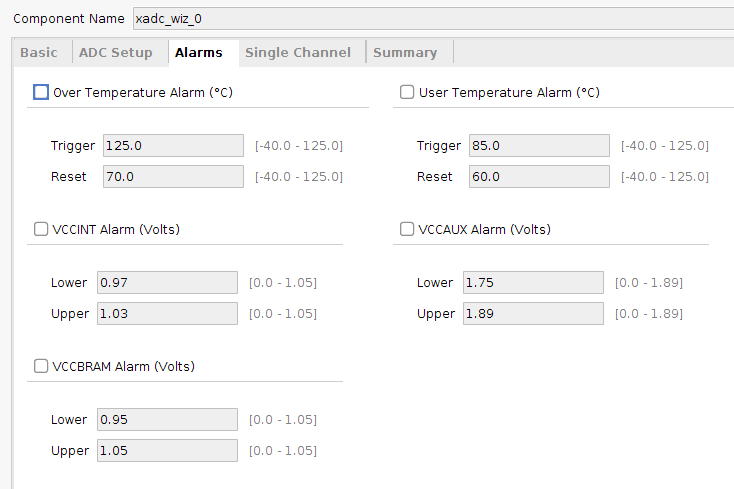 Component Name xadc_wiz_0
Basic ADC Setup Alarms Single Channel Summary
Over Temperature Alarm (°C) User Temperature Alarm (°C)
Trigger 125.0 [-40.0 - 125.0] Trigger 85.0 [-40.0 - 125.0]
Reset 70.0 [-40.0 - 125.0] Reset 60.0 [-40.0 - 125.0]
VCCINT Alarm (Volts) VCCAUX Alarm (Volts)
Lower 0.97 [0.0 - 1.05] Lower 1.75 [0.0 - 1.89]
Upper 1.03 [0.0 - 1.05] Upper 1.89 [0.0 - 1.89]
VCCBRAM Alarm (Volts)
Lower 0.95 [0.0 - 1.05]
Upper 1.05 [0.0 - 1.05]